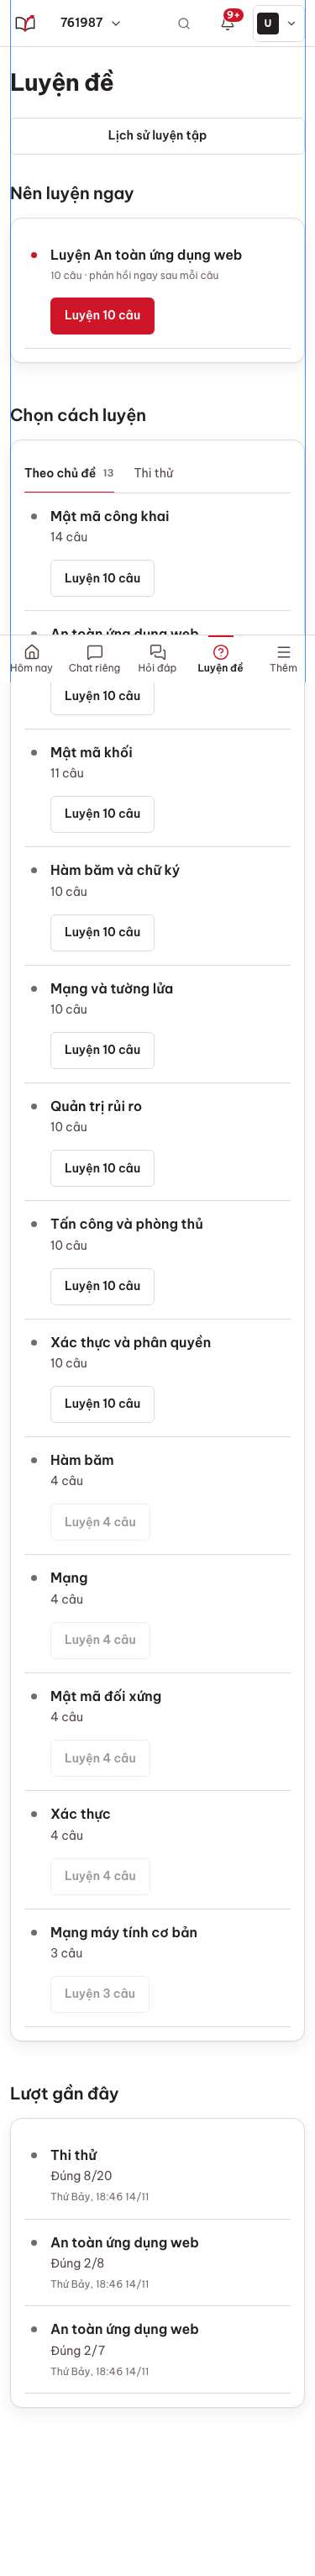 761987
9+
U
Luyện đề
Lịch sử luyện tập
Nên luyện ngay
Luyện An toàn ứng dụng web
10 câu · phản hồi ngay sau mỗi câu
Luyện 10 câu
Chọn cách luyện
Theo chủ đề 13 Thi thử
Mật mã công khai
14 câu
Luyện 10 câu
An toàn ứng dụng web
Hôm nay Chat riêng Hỏi đáp Luyện đề Thêm
Luyện 10 câu
Mật mã khối
11 câu
Luyện 10 câu
Hàm băm và chữ ký
10 câu
Luyện 10 câu
Mạng và tường lửa
10 câu
Luyện 10 câu
Quản trị rủi ro
10 câu
Luyện 10 câu
Tấn công và phòng thủ
10 câu
Luyện 10 câu
Xác thực và phân quyền
10 câu
Luyện 10 câu
Hàm băm
4 câu
Luyện 4 câu
Mạng
4 câu
Luyện 4 câu
Mật mã đối xứng
4 câu
Luyện 4 câu
Xác thực
4 câu
Luyện 4 câu
Mạng máy tính cơ bản
3 câu
Luyện 3 câu
Lượt gần đây
Thi thử
Đúng 8/20
Thứ Bảy, 18:46 14/11
An toàn ứng dụng web
Đúng 2/8
Thứ Bảy, 18:46 14/11
An toàn ứng dụng web
Đúng 2/7
Thứ Bảy, 18:46 14/11